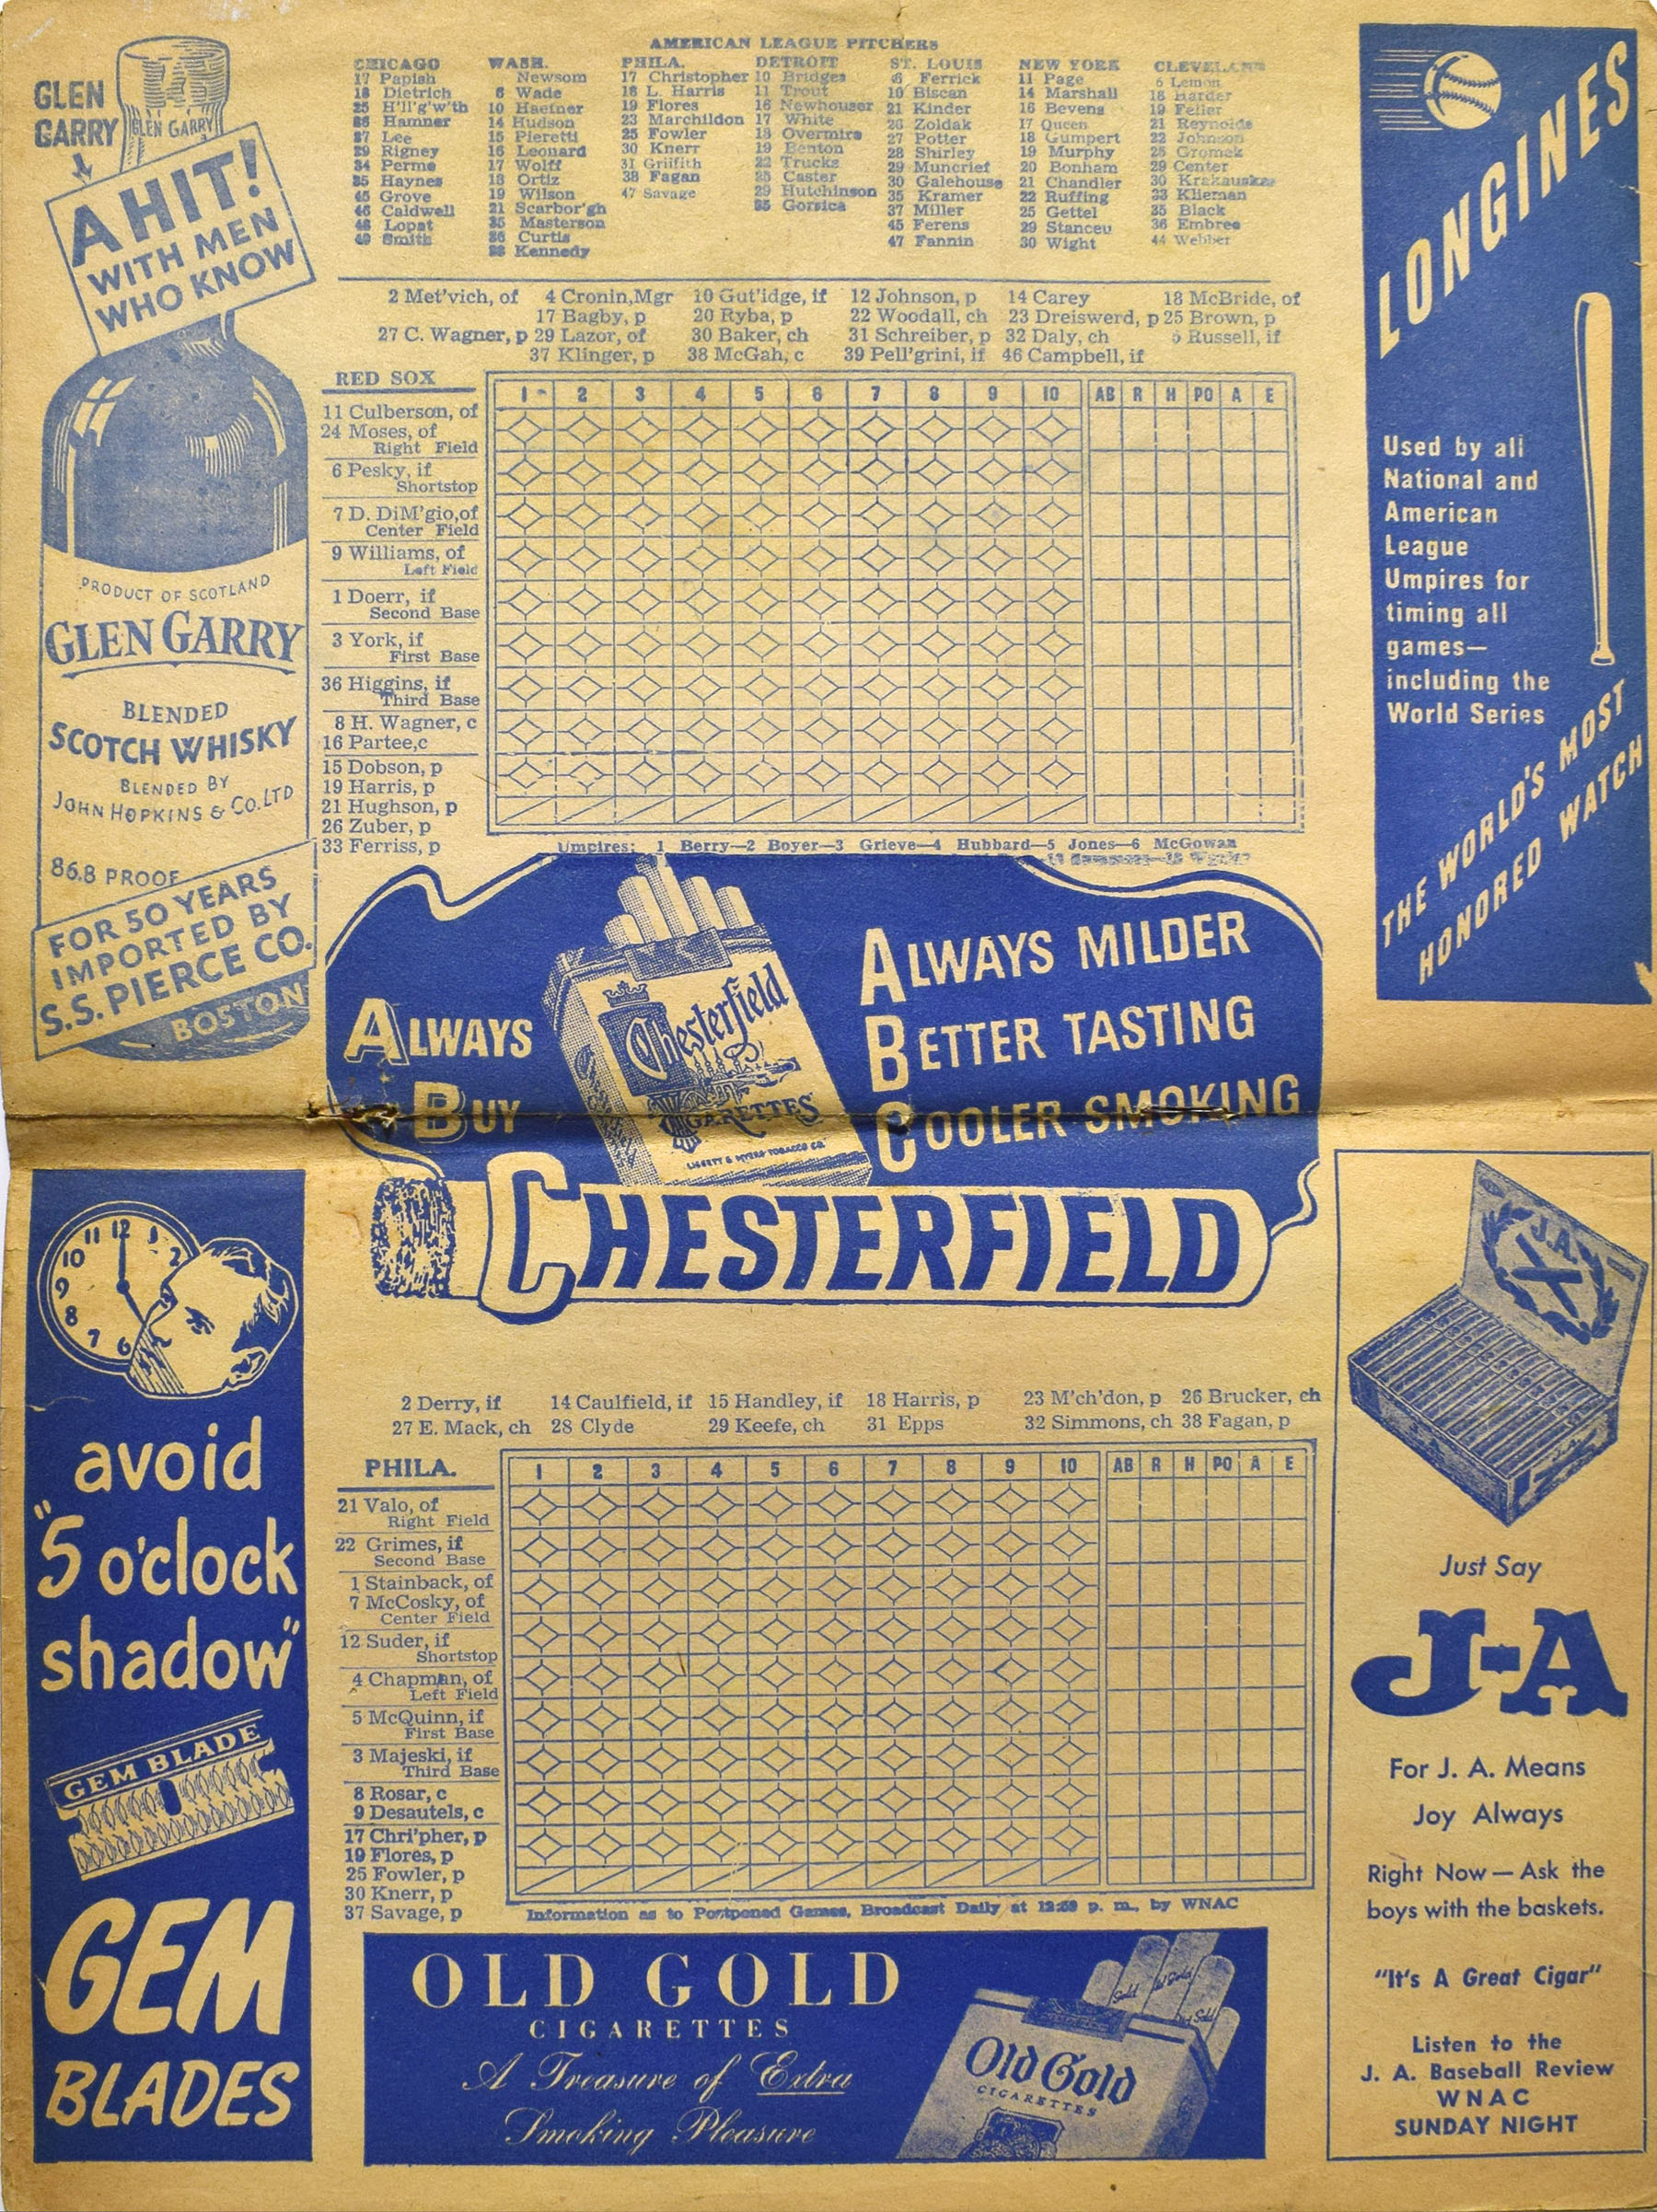 GLEN
GARRY
GLEN GARRY
A HIT!
WITH MEN
WHO KNOW
PRODUCT OF SCOTLAND
GLEN GARRY
BLENDED
SCOTCH WHISKY
BLENDED BY
JOHN HOPKINS & CO. LTD
86.8 PROOF
FOR 50 YEARS
IMPORTED BY
S.S. PIERCE CO.
BOSTON
AMERICAN LEAGUE PITCHERS
CHICAGO
17 Papish
18 Dietrich
25 H'll'g'w'th
26 Hamner
27 Lee
29 Rigney
34 Perme
35 Haynes
45 Grove
46 Caldwell
48 Lopat
49 Smith
WASH.
Newsom
6 Wade
10 Haefner
14 Hudson
15 Pieretti
16 Leonard
17 Wolff
18 Ortiz
19 Wilson
21 Scarbor'gh
35 Masterson
36 Curtis
38 Kennedy
PHILA.
17 Christopher
18 L. Harris
19 Flores
23 Marchildon
25 Fowler
30 Knerr
31 Griffith
38 Fagan
47 Savage
DETROIT
10 Bridges
11 Trout
16 Newhouser
17 White
18 Overmire
19 Benton
22 Trucks
25 Caster
29 Hutchinson
35 Gorsica
ST. LOUIS
6 Ferrick
10 Biscan
21 Kinder
26 Zoldak
27 Potter
28 Shirley
29 Muncrief
30 Galehouse
35 Kramer
37 Miller
45 Ferens
47 Fannin
NEW YORK
11 Page
14 Marshall
16 Bevens
17 Queen
18 Gumpert
19 Murphy
20 Bonham
21 Chandler
22 Ruffing
25 Gettel
29 Stanceu
30 Wight
CLEVELAND
6 Lemon
18 Harder
19 Feller
21 Reynolds
22 Johnson
28 Gromek
29 Center
30 Krakauskas
33 Klieman
35 Black
36 Embree
44 Webber
2 Met'vich, of 4 Cronin,Mgr 10 Gut'idge, if 12 Johnson, p 14 Carey 18 McBride, of
17 Bagby, p 20 Ryba, p 22 Woodall, ch 23 Dreiswerd, p 25 Brown, p
27 C. Wagner, p 29 Lazor, of 30 Baker, ch 31 Schreiber, p 32 Daly, ch 5 Russell, if
37 Klinger, p 38 McGah, c 39 Pell'grini, if 46 Campbell, if
RED SOX 1 2 3 4 5 6 7 8 9 10 AB R H PO A E
11 Culberson, of
24 Moses, of
Right Field
6 Pesky, if
Shortstop
7 D. DiM'gio,of
Center Field
9 Williams, of
Left Field
1 Doerr, if
Second Base
3 York, if
First Base
36 Higgins, if
Third Base
8 H. Wagner, c
16 Partee,c
15 Dobson, p
19 Harris, p
21 Hughson, p
26 Zuber, p
33 Ferriss, p
Umpires: 1 Berry—2 Boyer—3 Grieve—4 Hubbard—5 Jones—6 McGowan
LONGINES
Used by all
National and
American
League
Umpires for
timing all
games—
including the
World Series
THE WORLD'S MOST
HONORED WATCH
ALWAYS
BUY
CHESTERFIELD
Chesterfield
CIGARETTES
LIGGETT & MYERS TOBACCO CO.
ALWAYS MILDER
BETTER TASTING
COOLER SMOKING
12 1 2 6 7 8 9 10 11
avoid
"5 o'clock
shadow"
GEM BLADE
GEM
BLADES
2 Derry, if 14 Caulfield, if 15 Handley, if 18 Harris, p 23 M'ch'don, p 26 Brucker, ch
27 E. Mack, ch 28 Clyde 29 Keefe, ch 31 Epps 32 Simmons, ch 38 Fagan, p
PHILA. 1 2 3 4 5 6 7 8 9 10 AB R H PO A E
21 Valo, of
Right Field
22 Grimes, if
Second Base
1 Stainback, of
7 McCosky, of
Center Field
12 Suder, if
Shortstop
4 Chapman, of
Left Field
5 McQuinn, if
First Base
3 Majeski, if
Third Base
8 Rosar, c
9 Desautels, c
17 Chri'pher, p
19 Flores, p
25 Fowler, p
30 Knerr, p
37 Savage, p
Information as to Postponed Games, Broadcast Daily at 12:59 p. m., by WNAC
OLD GOLD
CIGARETTES
A Treasure of Extra
Smoking Pleasure
Old Gold
CIGARETTES
J.A.
Just Say
J-A
For J. A. Means
Joy Always
Right Now — Ask the
boys with the baskets.
"It's A Great Cigar"
Listen to the
J. A. Baseball Review
WNAC
SUNDAY NIGHT